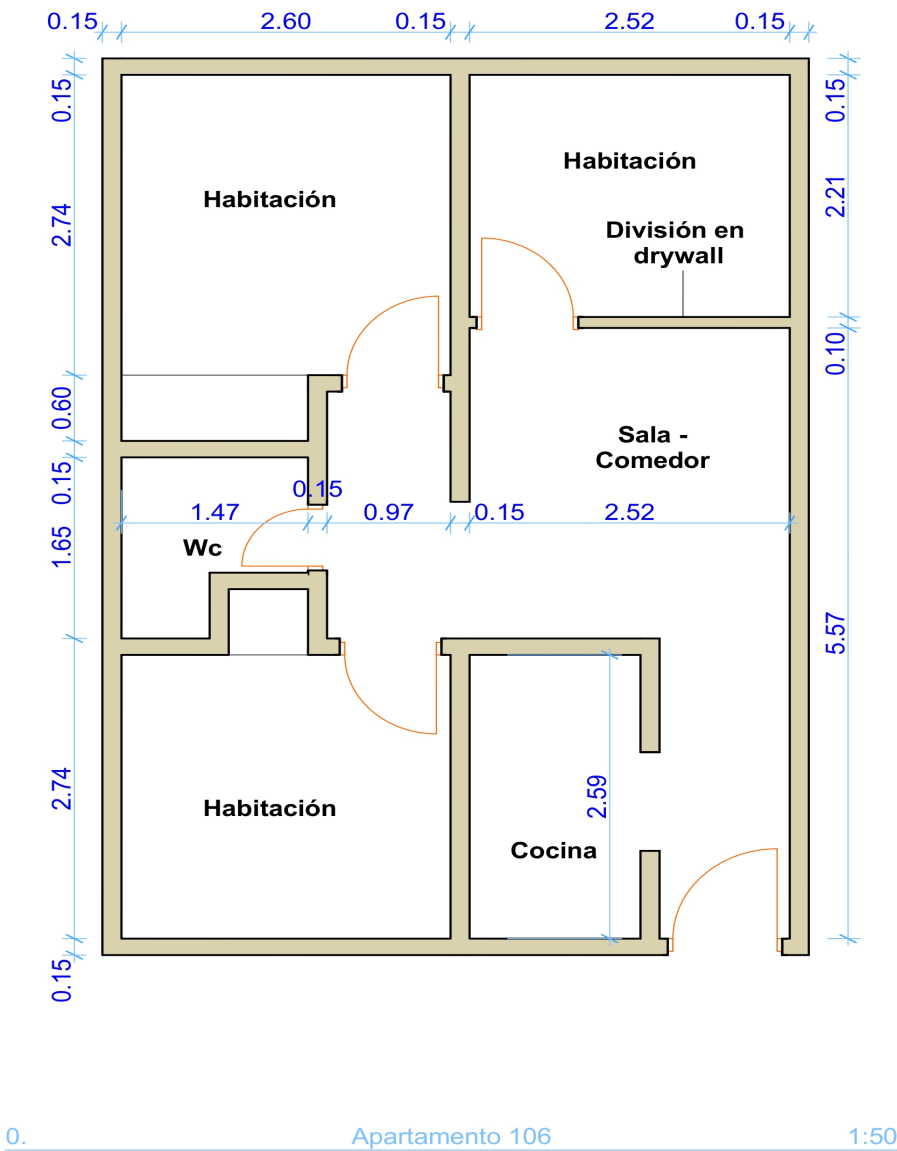 0.15 2.60 0.15 2.52 0.15
0.15
0.15
Habitación
2.21
Habitación
2.74
División en
drywall
0.10
0.60
Sala -
Comedor
0.15
0.15
1.47 0.97 0.15 2.52
Wc
1.65
5.57
2.74
2.59
Habitación
Cocina
0.15
0. Apartamento 106 1:50